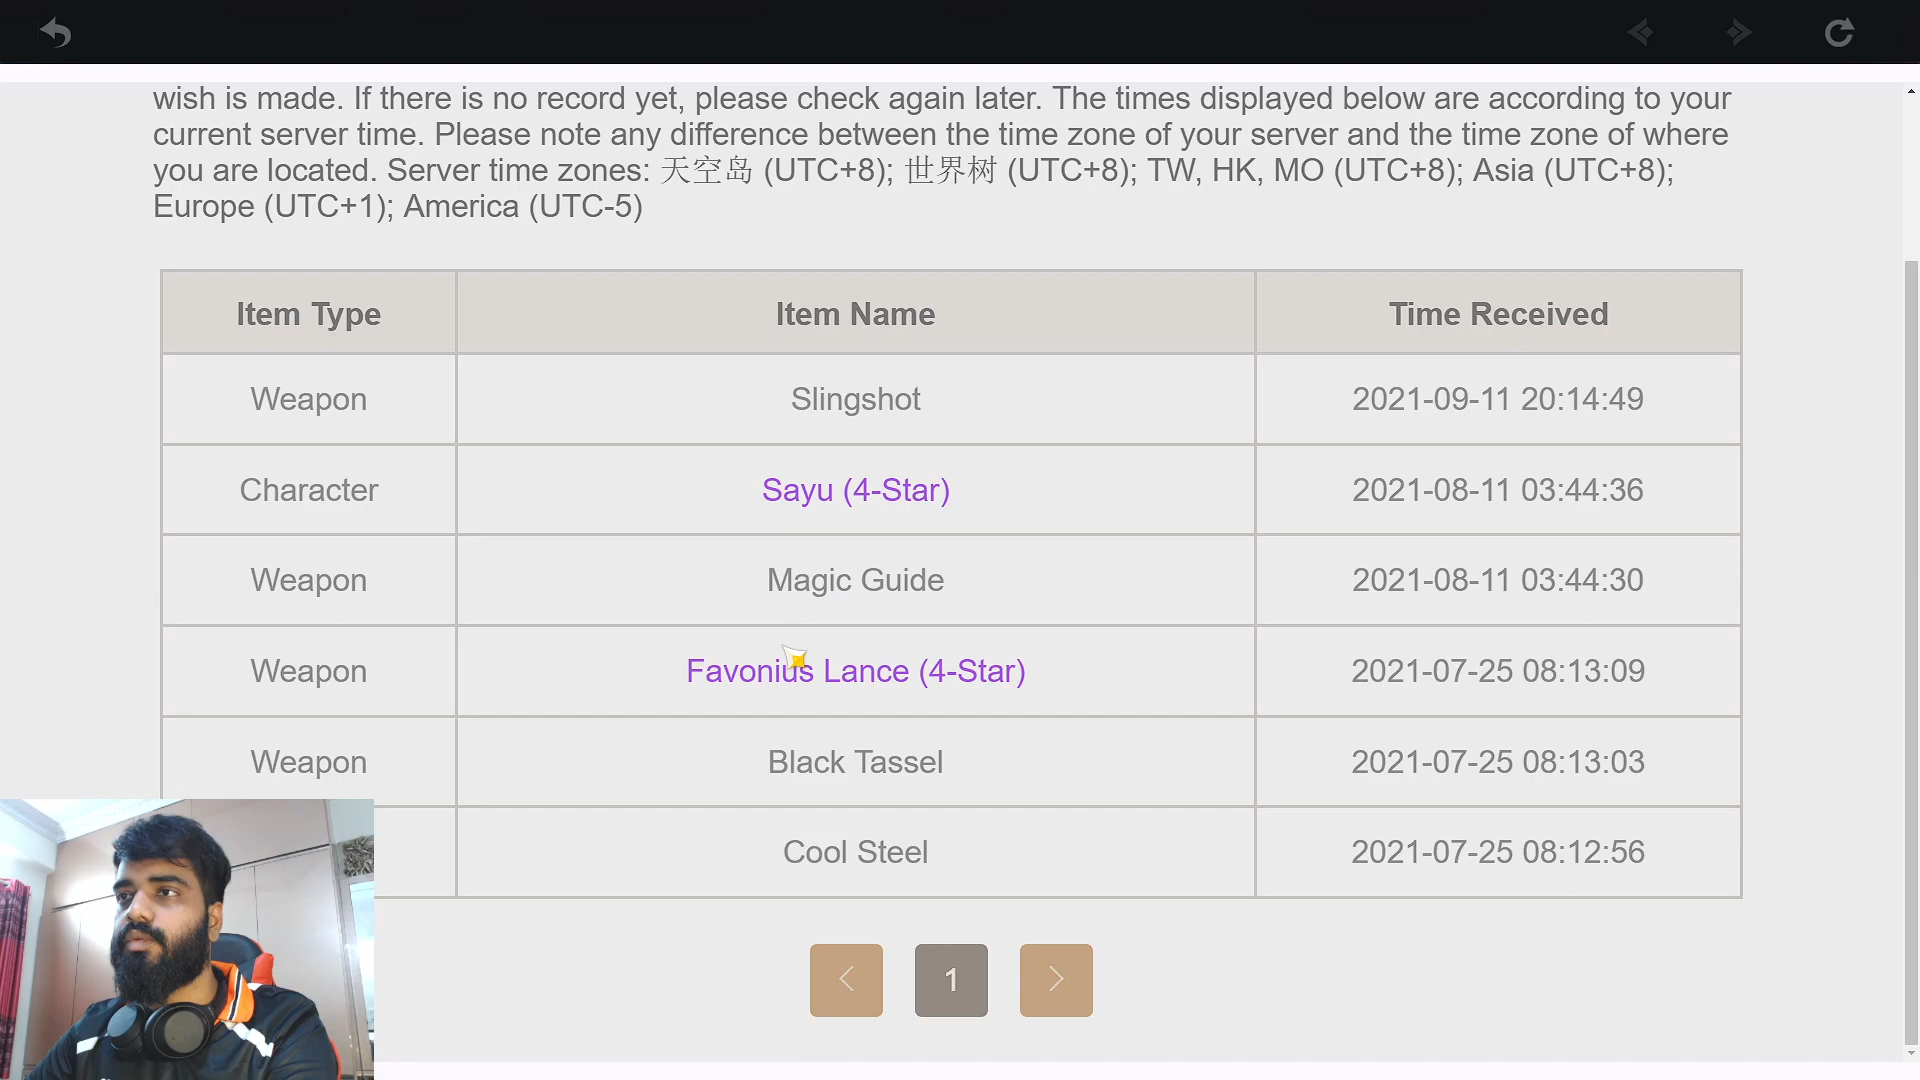 wish is made. If there is no record yet, please check again later. The times displayed below are according to your
current server time. Please note any difference between the time zone of your server and the time zone of where
you are located. Server time zones: 天空岛 (UTC+8); 世界树 (UTC+8); TW, HK, MO (UTC+8); Asia (UTC+8);
Europe (UTC+1); America (UTC-5)
Item Type Item Name Time Received
Weapon Slingshot 2021-09-11 20:14:49
Character Sayu (4-Star) 2021-08-11 03:44:36
Weapon Magic Guide 2021-08-11 03:44:30
Weapon Favonius Lance (4-Star) 2021-07-25 08:13:09
Weapon Black Tassel 2021-07-25 08:13:03
Cool Steel 2021-07-25 08:12:56
1